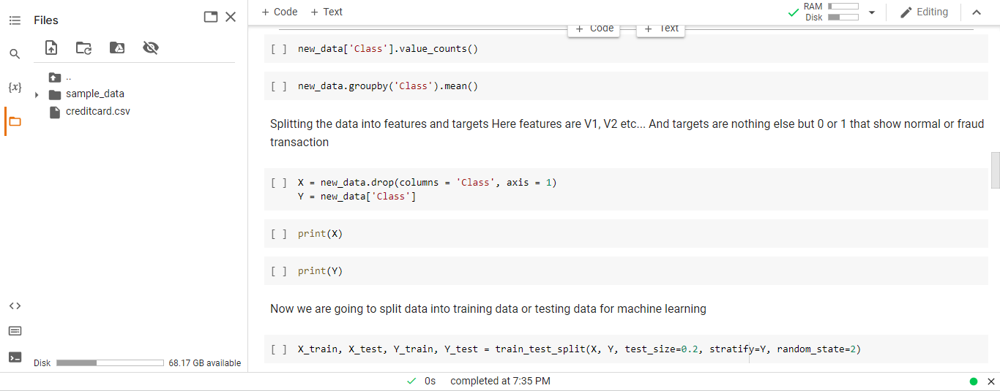 Files
+ Code + Text
RAM
Disk
Editing
+ Code + Text
{x}
..
sample_data
creditcard.csv
[ ] new_data['Class'].value_counts()
[ ] new_data.groupby('Class').mean()
Splitting the data into features and targets Here features are V1, V2 etc... And targets are nothing else but 0 or 1 that show normal or fraud
transaction
[ ] X = new_data.drop(columns = 'Class', axis = 1)
Y = new_data['Class']
[ ] print(X)
[ ] print(Y)
Now we are going to split data into training data or testing data for machine learning
[ ] X_train, X_test, Y_train, Y_test = train_test_split(X, Y, test_size=0.2, stratify=Y, random_state=2)
Disk 68.17 GB available
0s completed at 7:35 PM